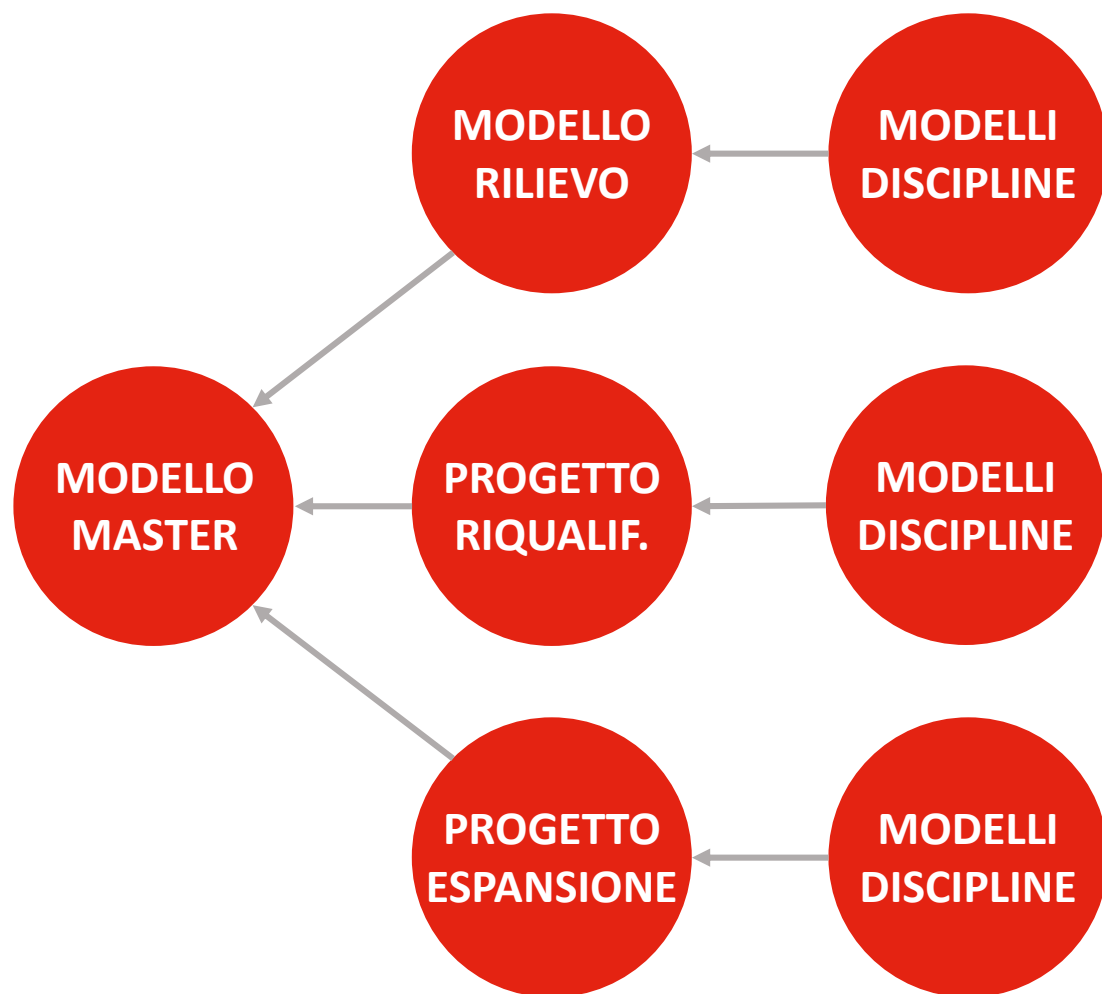 MODELLO
RILIEVO
MODELLI
DISCIPLINE
MODELLO
MASTER
PROGETTO
RIQUALIF.
MODELLI
DISCIPLINE
PROGETTO
ESPANSIONE
MODELLI
DISCIPLINE